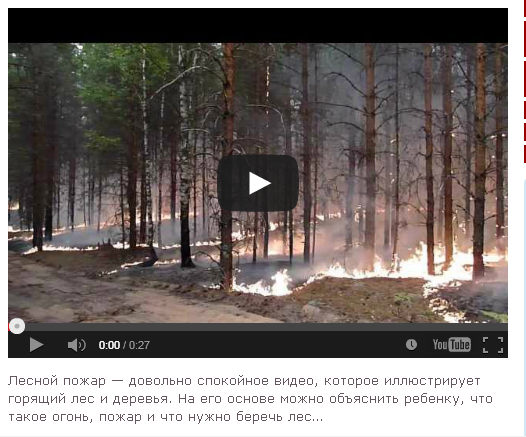 0:00 / 0:27
YouTube
Лесной пожар — довольно спокойное видео, которое иллюстрирует
горящий лес и деревья. На его основе можно объяснить ребенку, что
такое огонь, пожар и что нужно беречь лес...